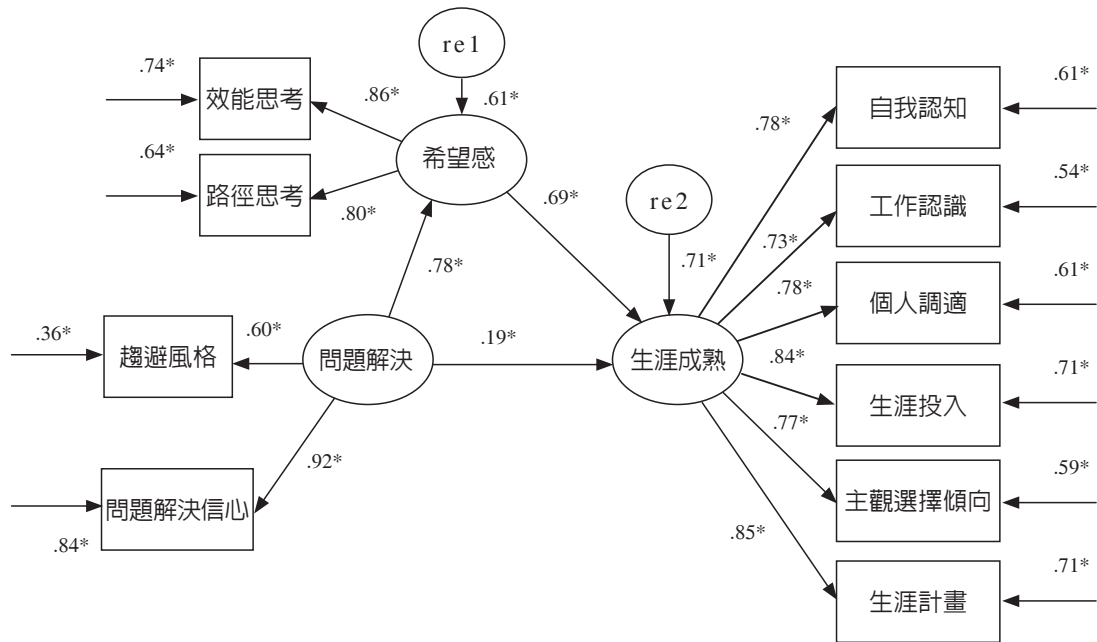 re1
.74*
效能思考
.86*
.61*
.61*
自我認知
.78*
.64*
希望感
路徑思考
.80*
.69*
re2
.54*
工作認識
.73*
.78*
.71*
.78*
.61*
個人調適
.36*
趨避風格
.60*
問題解決
.19*
生涯成熟
.84*
.71*
生涯投入
.77*
.92*
.59*
主觀選擇傾向
問題解決信心
.84*
.85*
.71*
生涯計畫